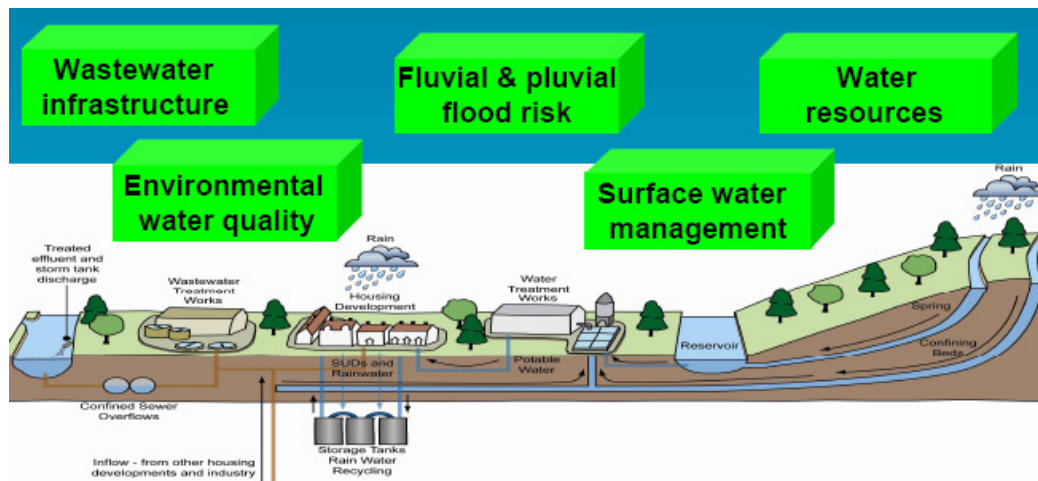 Wastewater
infrastructure
Fluvial & pluvial
flood risk
Water
resources
Environmental
water quality
Surface water
management
Rain
Treated
effluent and
storm tank
discharge
Wastewater
Treatment
Works
Rain
Housing
Development
Water
Treatment
Works
Spring
Confining
Beds
Reservoir
SUDs and
Rainwater
Potable
Water
Confined Sewer
Overflows
Storage Tanks
Rain Water
Recycling
Inflow - from other housing
developments and industry